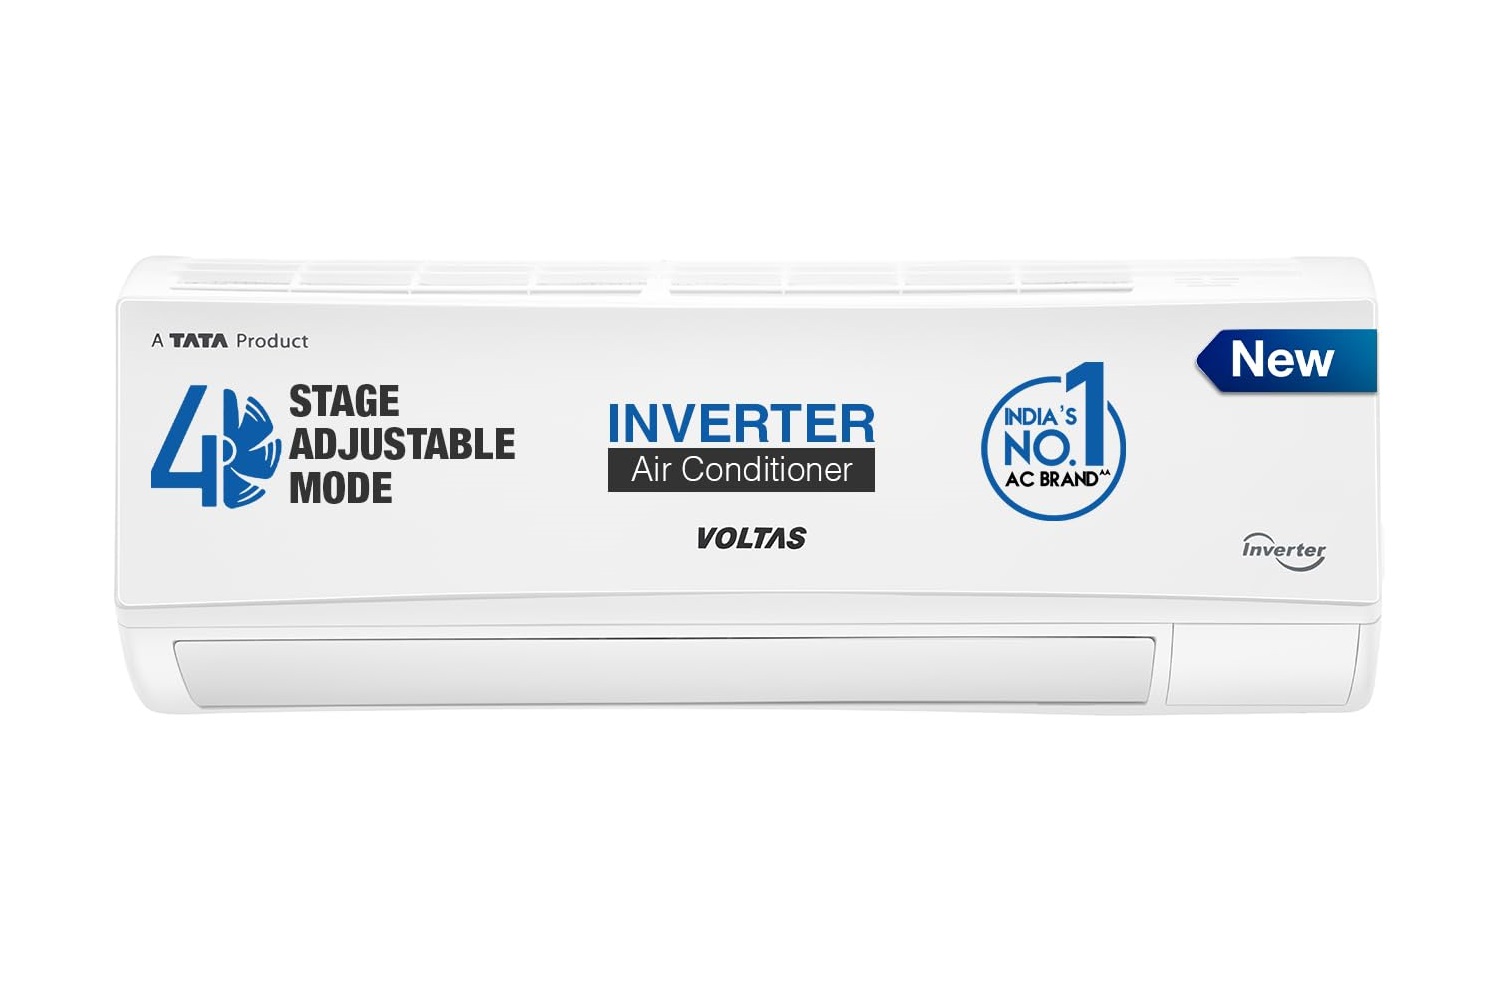 A TATA Product
New
4 STAGE
ADJUSTABLE
MODE
INVERTER
Air Conditioner
INDIA'S
NO.1
AC BRAND^^
VOLTAS
Inverter